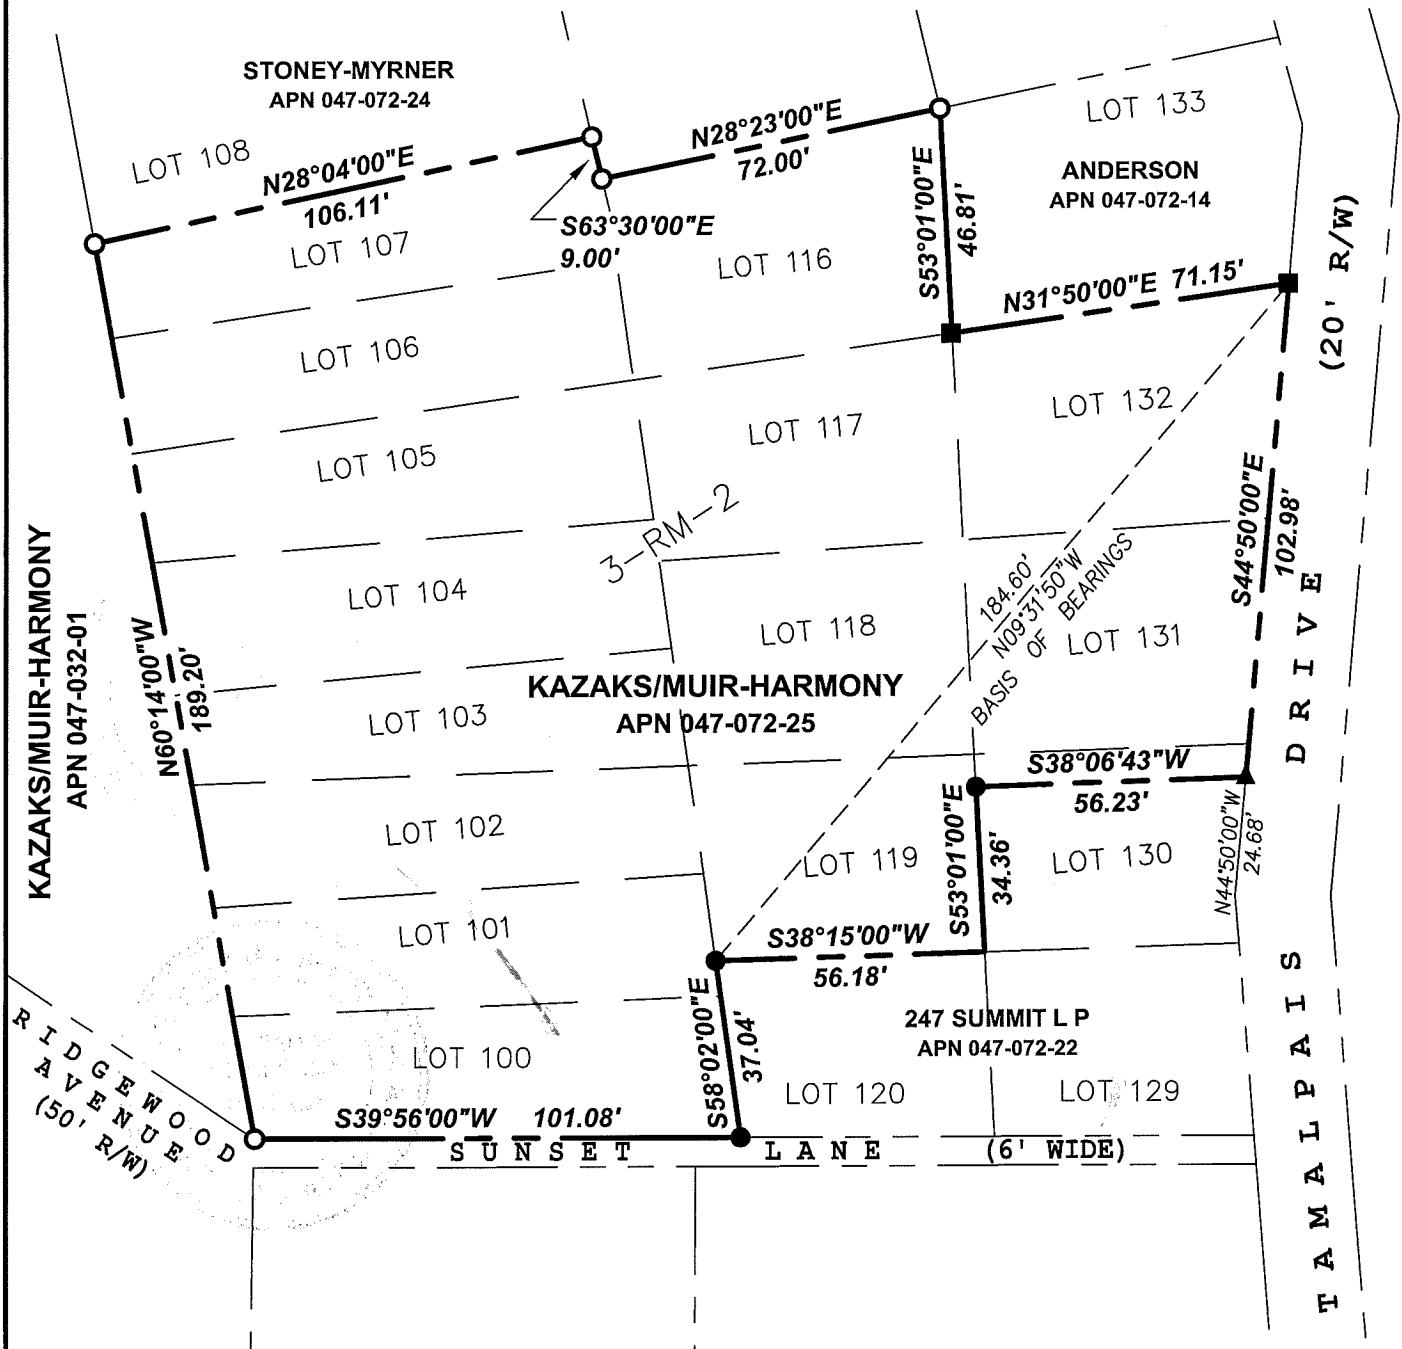 STONEY-MYRNER
APN 047-072-24
LOT 108
N28°04'00"E
106.11'
LOT 107
S63°30'00"E
9.00'
N28°23'00"E
72.00'
LOT 133
ANDERSON
APN 047-072-14
S53°01'00"E
46.81'
LOT 116
N31°50'00"E 71.15'
(20' R/W)
LOT 106
LOT 132
LOT 117
LOT 105
3-RM-2
S44°50'00"E
102.98'
184.60'
N09°31'50"W
BASIS OF BEARINGS
LOT 104
LOT 118
LOT 131
KAZAKS/MUIR-HARMONY
APN 047-032-01
N60°14'00"W
189.20'
KAZAKS/MUIR-HARMONY
APN 047-072-25
LOT 103
S38°06'43"W
56.23'
N44°50'00"W
24.68'
LOT 102
LOT 119
S53°01'00"E
34.36'
LOT 130
LOT 101
S38°15'00"W
56.18'
S58°02'00"E
37.04'
247 SUMMIT L P
APN 047-072-22
LOT 100
LOT 120
LOT 129
RIDGEWOOD
AVENUE
(50' R/W)
S39°56'00"W 101.08'
SUNSET LANE (6' WIDE)
TAMALPAIS DRIVE